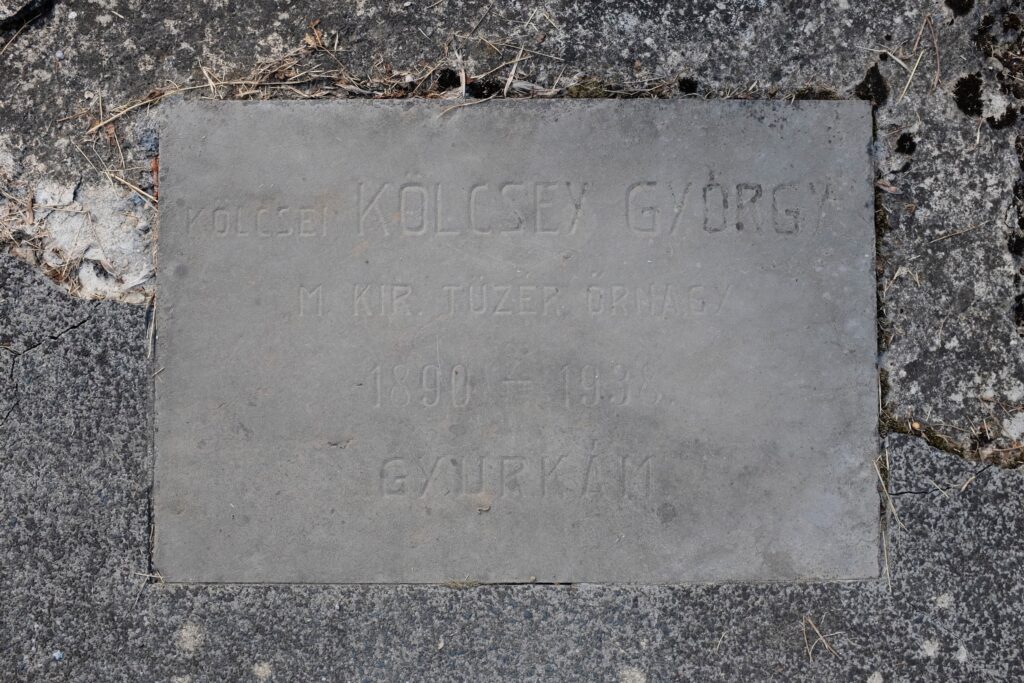 KÖLCSEI KÖLCSEY GYÖRGY
M. KIR. TÜZÉR ŐRNAGY
1890 – 1938
GYURKÁM